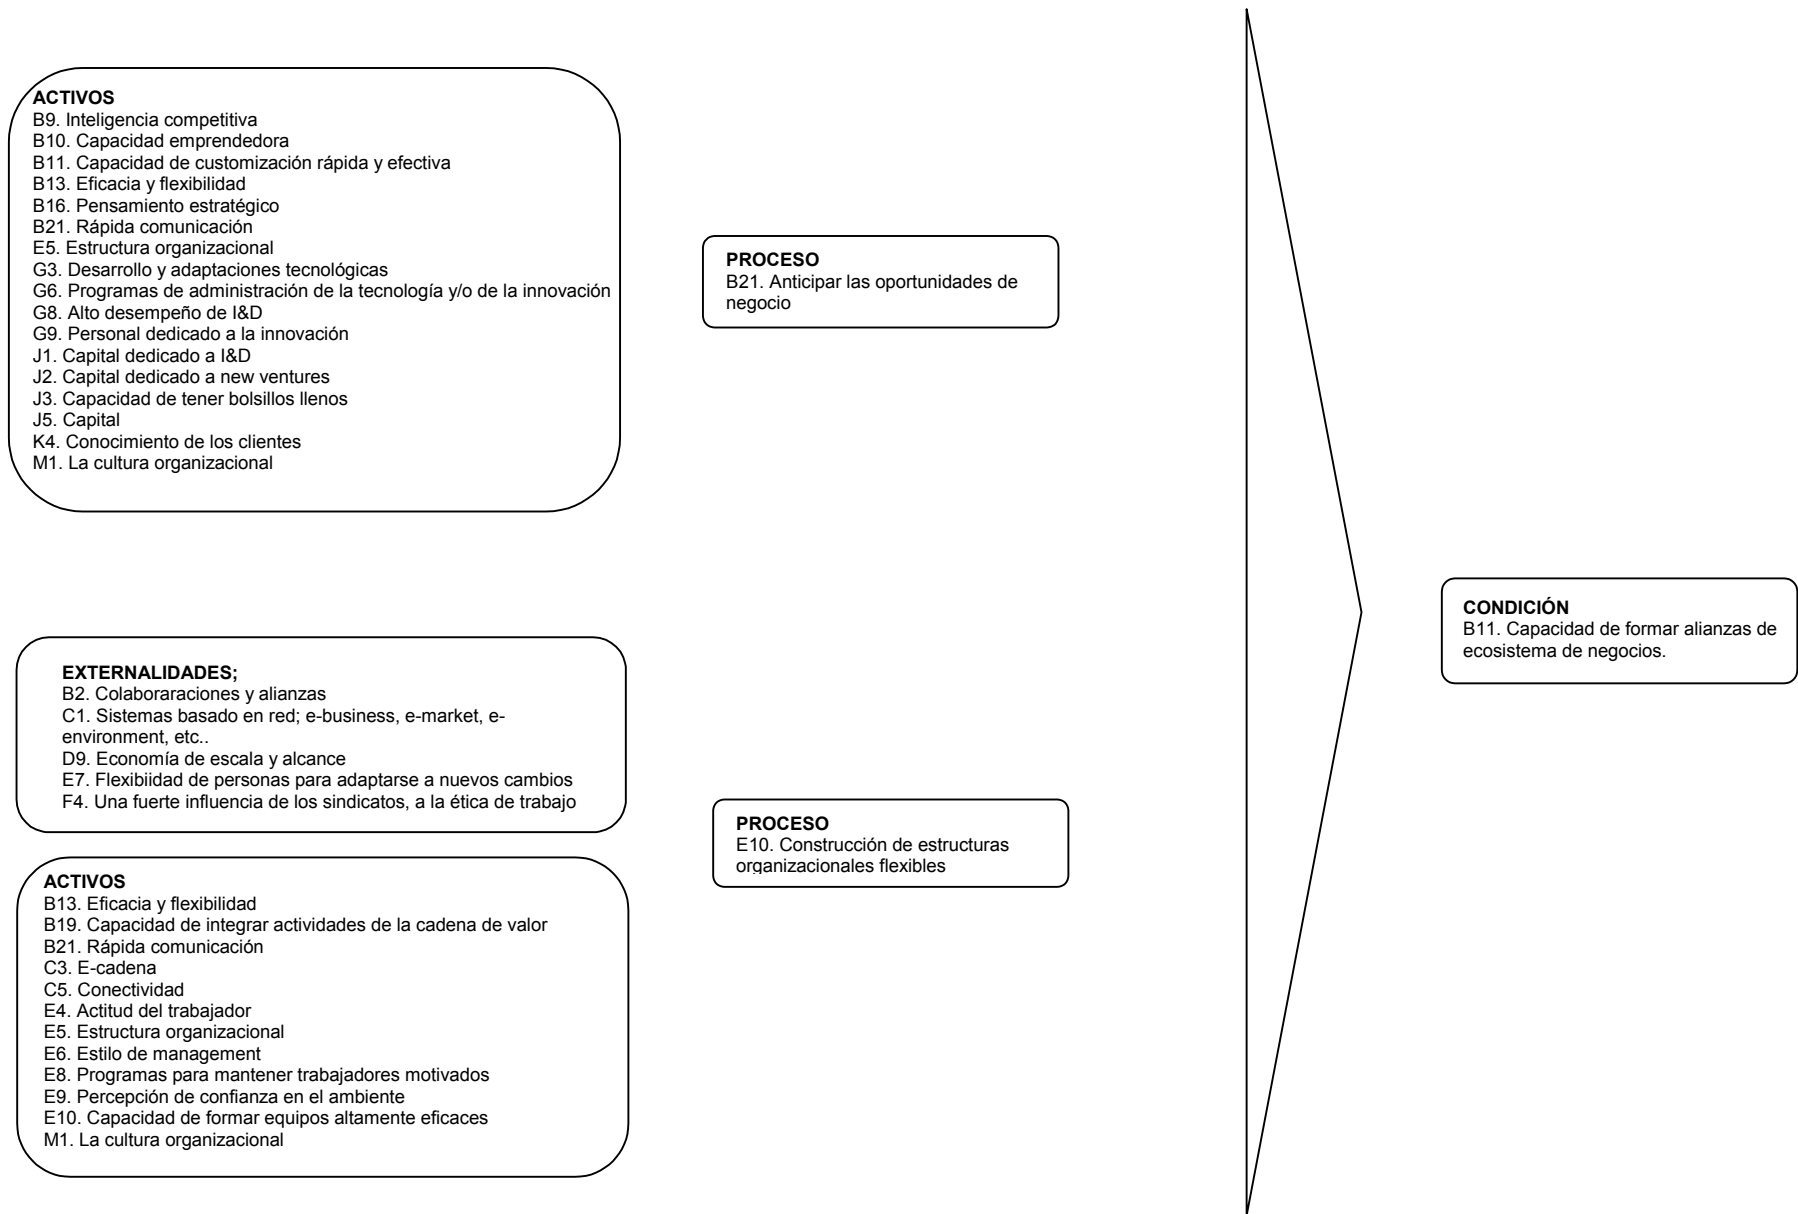 ACTIVOS
B9. Inteligencia competitiva
B10. Capacidad emprendedora
B11. Capacidad de customización rápida y efectiva
B13. Eficacia y flexibilidad
B16. Pensamiento estratégico
B21. Rápida comunicación
E5. Estructura organizacional
G3. Desarrollo y adaptaciones tecnológicas
G6. Programas de administración de la tecnología y/o de la innovación
G8. Alto desempeño de I&D
G9. Personal dedicado a la innovación
J1. Capital dedicado a I&D
J2. Capital dedicado a new ventures
J3. Capacidad de tener bolsillos llenos
J5. Capital
K4. Conocimiento de los clientes
M1. La cultura organizacional
PROCESO
B21. Anticipar las oportunidades de
negocio
EXTERNALIDADES;
B2. Colaboraraciones y alianzas
C1. Sistemas basado en red; e-business, e-market, e-
environment, etc..
D9. Economía de escala y alcance
E7. Flexibiidad de personas para adaptarse a nuevos cambios
F4. Una fuerte influencia de los sindicatos, a la ética de trabajo
ACTIVOS
B13. Eficacia y flexibilidad
B19. Capacidad de integrar actividades de la cadena de valor
B21. Rápida comunicación
C3. E-cadena
C5. Conectividad
E4. Actitud del trabajador
E5. Estructura organizacional
E6. Estilo de management
E8. Programas para mantener trabajadores motivados
E9. Percepción de confianza en el ambiente
E10. Capacidad de formar equipos altamente eficaces
M1. La cultura organizacional
PROCESO
E10. Construcción de estructuras
organizacionales flexibles
CONDICIÓN
B11. Capacidad de formar alianzas de
ecosistema de negocios.